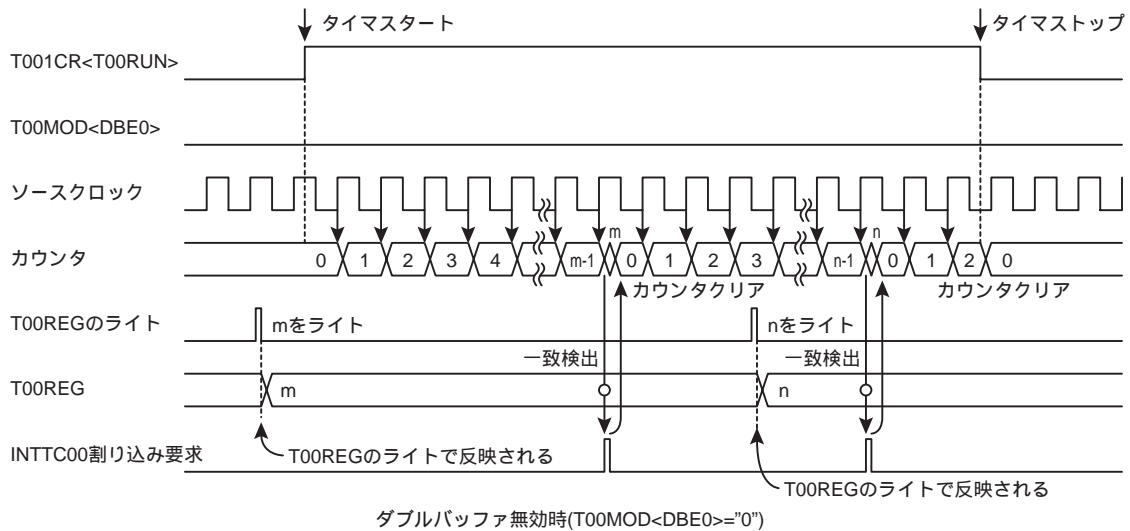 タイマスタート
タイマストップ
T001CR<T00RUN>
T00MOD<DBE0>
ソースクロック
カウンタ
0 1 2 3 4 m-1 m 0 1 2 3 n-1 n 0 1 2 0
カウンタクリア
カウンタクリア
T00REGのライト
mをライト
nをライト
一致検出
一致検出
T00REG
m
n
INTTC00割り込み要求
T00REGのライトで反映される
T00REGのライトで反映される
ダブルバッファ無効時(T00MOD<DBE0>="0")